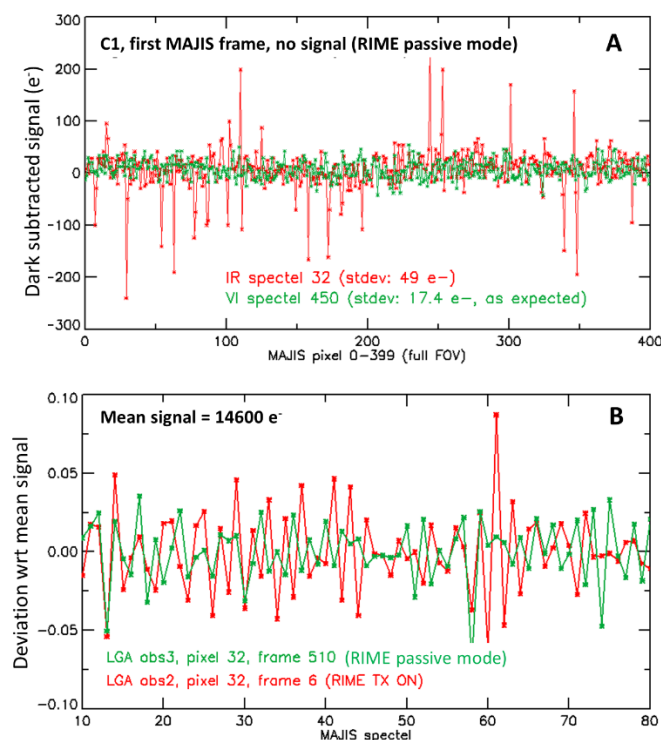 C1, first MAJIS frame, no signal (RIME passive mode)
A
Dark subtracted signal (e-)
300
200
100
0
-100
-200
-300
IR spectel 32 (stdev: 49 e-)
VI spectel 450 (stdev: 17.4 e-, as expected)
0
100
200
300
400
MAJIS pixel 0-399 (full FOV)
Mean signal = 14600 e-
B
Deviation wrt mean signal
0.10
0.05
0.00
-0.05
-0.10
LGA abs3, pixel 32, frame 510 (RIME passive mode)
LGA abs2, pixel 32, frame 6 (RIME TX ON)
10
20
30
40
50
60
70
80
MAJIS spectel